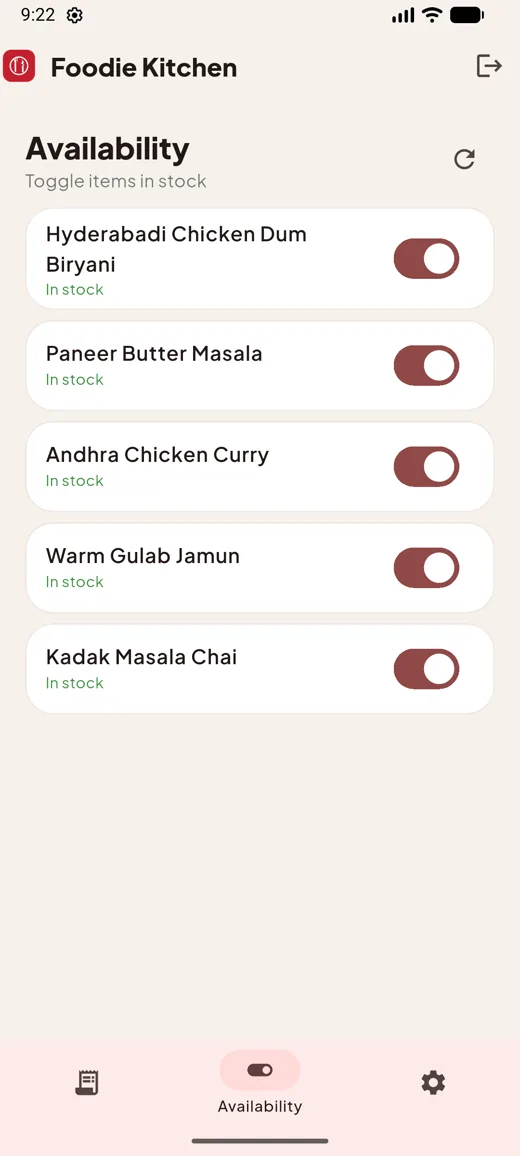 9:22
Foodie Kitchen
Availability
Toggle items in stock
Hyderabadi Chicken Dum
Biryani
In stock
Paneer Butter Masala
In stock
Andhra Chicken Curry
In stock
Warm Gulab Jamun
In stock
Kadak Masala Chai
In stock
Availability